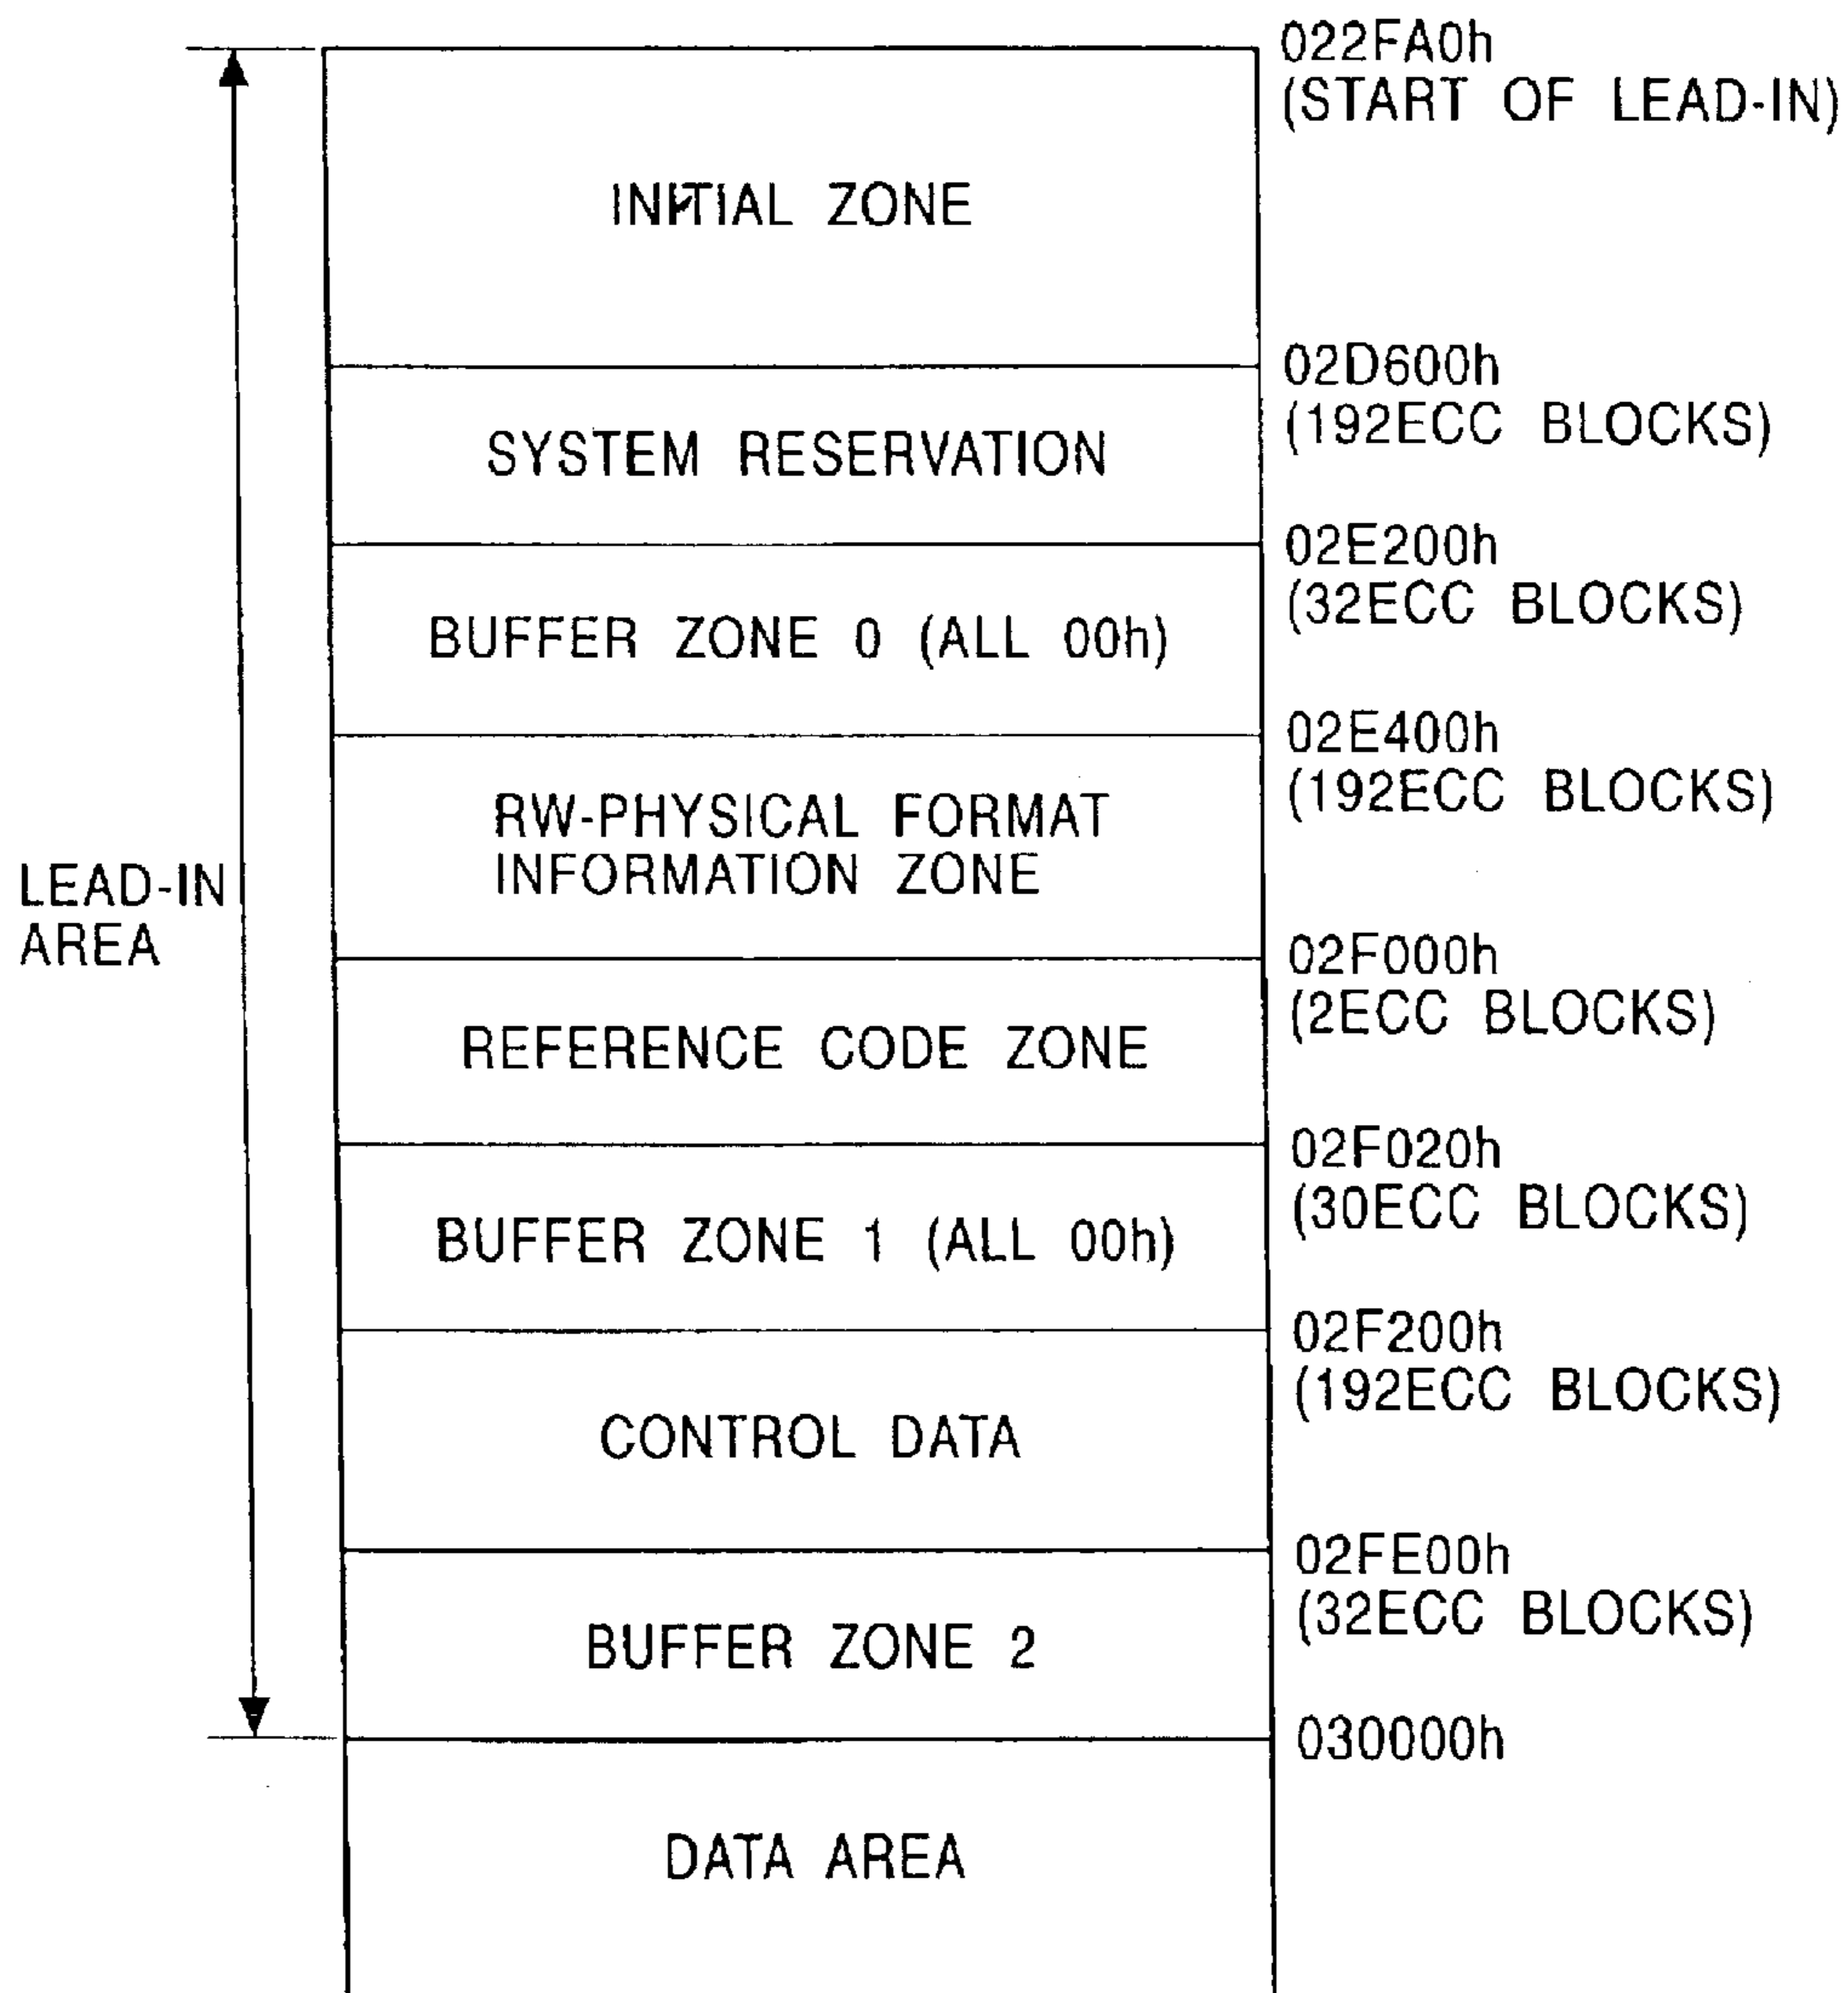 022FA0h
(START OF LEAD-IN)
INITIAL ZONE
02D600h
(192ECC BLOCKS)
SYSTEM RESERVATION
02E200h
(32ECC BLOCKS)
BUFFER ZONE 0 (ALL 00h)
02E400h
(192ECC BLOCKS)
RW-PHYSICAL FORMAT
INFORMATION ZONE
LEAD-IN
AREA
02F000h
(2ECC BLOCKS)
REFERENCE CODE ZONE
02F020h
(30ECC BLOCKS)
BUFFER ZONE 1 (ALL 00h)
02F200h
(192ECC BLOCKS)
CONTROL DATA
02FE00h
(32ECC BLOCKS)
BUFFER ZONE 2
030000h
DATA AREA